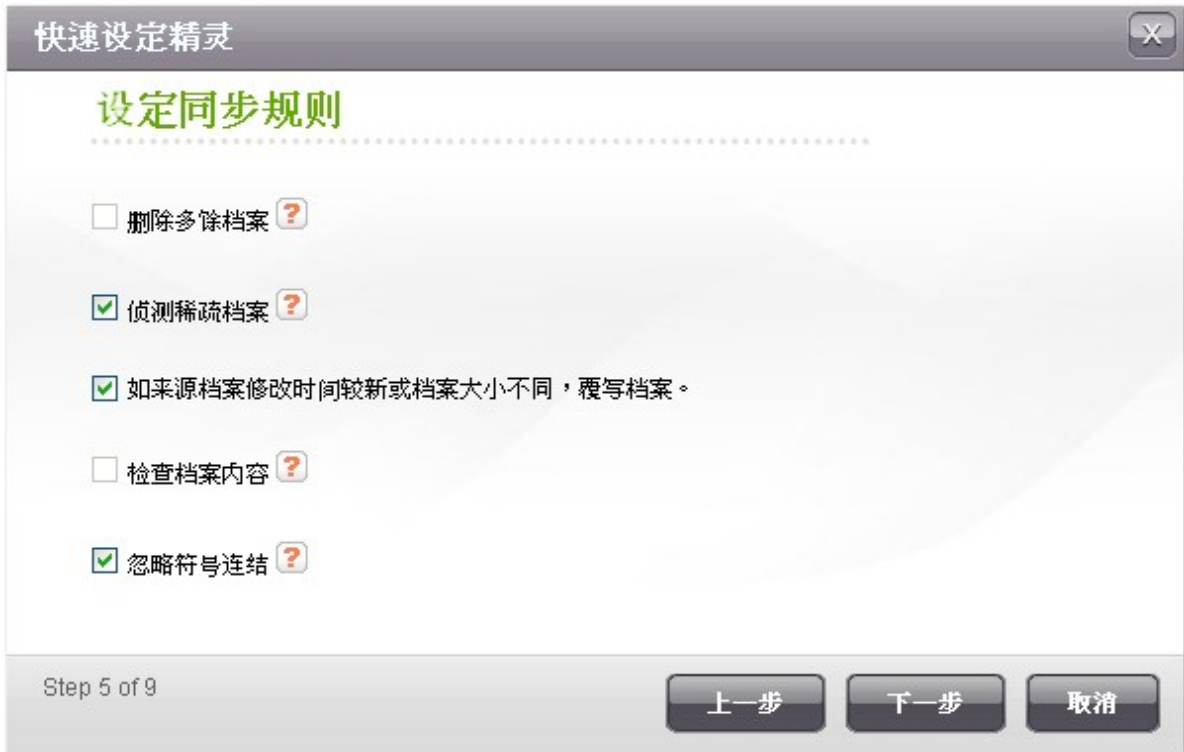 快速设定精灵
X
设定同步规则
删除多馀档案 ?
侦测稀疏档案 ?
如来源档案修改时间较新或档案大小不同，覆写档案。
检查档案内容 ?
忽略符号连结 ?
Step 5 of 9
上一步
下一步
取消